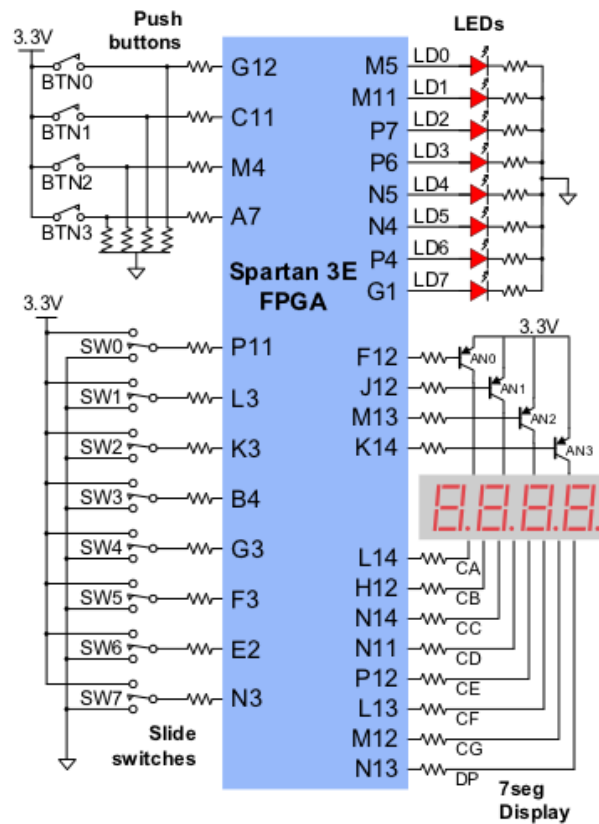 Push
buttons
3.3V
BTN0
BTN1
BTN2
BTN3
G12
C11
M4
A7
Spartan 3E
FPGA
LEDs
M5 LD0
M11 LD1
P7 LD2
P6 LD3
N5 LD4
N4 LD5
P4 LD6
G1 LD7
3.3V
SW0 P11
SW1 L3
SW2 K3
SW3 B4
SW4 G3
SW5 F3
SW6 E2
SW7 N3
Slide
switches
3.3V
F12 AN0
J12 AN1
M13 AN2
K14 AN3
8.8.8.8.
L14 CA
H12 CB
N14 CC
N11 CD
P12 CE
L13 CF
M12 CG
N13 DP
7seg
Display